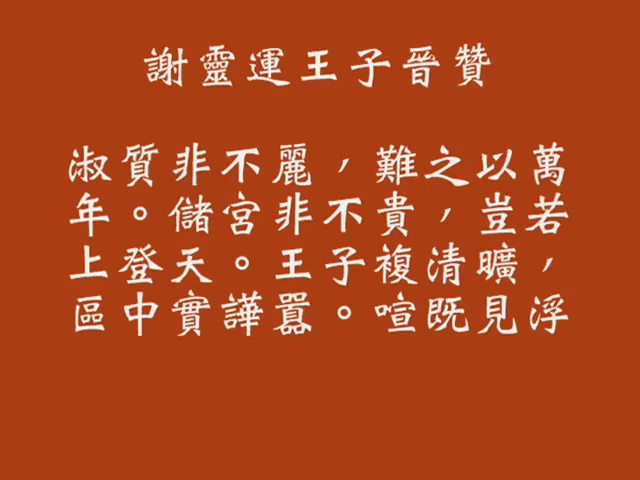 謝靈運王子晉贊
淑質非不麗，難之以萬
年。儲宮非不貴，豈若
上登天。王子複清曠，
區中實譁囂。喧既見浮